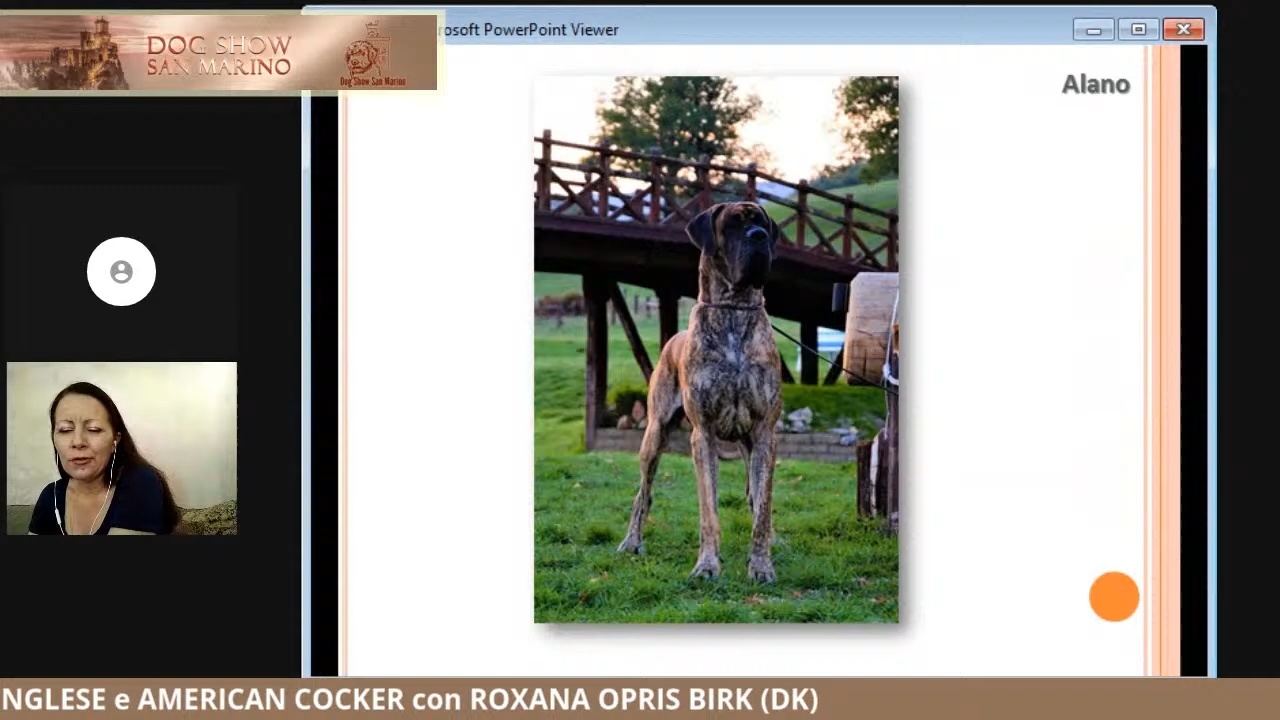 DOG SHOW
SAN MARINO
Dog Show San Marino
rosoft PowerPoint Viewer
Alano
NGLESE e AMERICAN COCKER con ROXANA OPRIS BIRK (DK)